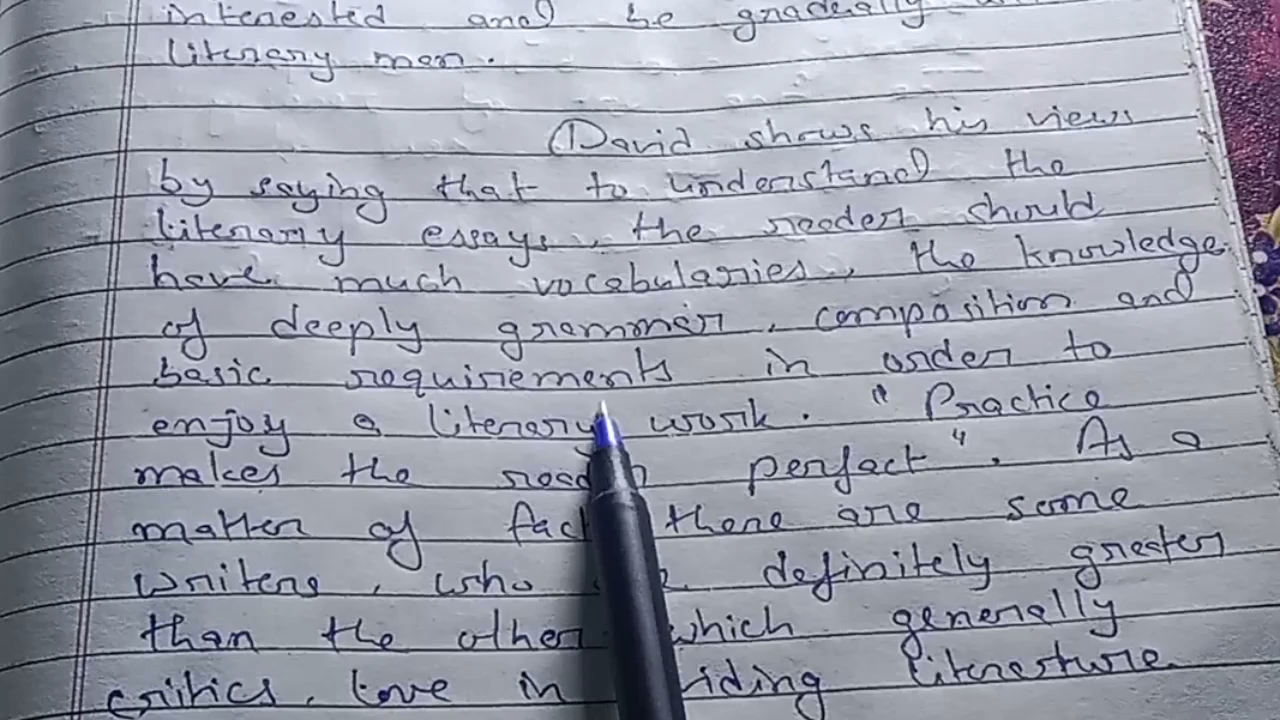 interested and be gradually
literary men.
David shows his views
by saying that to understand the
literary essays, the reader should
have much vocabularies, the knowledge
of deeply grammer, composition and
basic requirements in order to
enjoy a literary work. "Practice
makes the perfect". As a
matter of fact there are some
writers, who definitely greater
than the other which generally
critics, love in literature